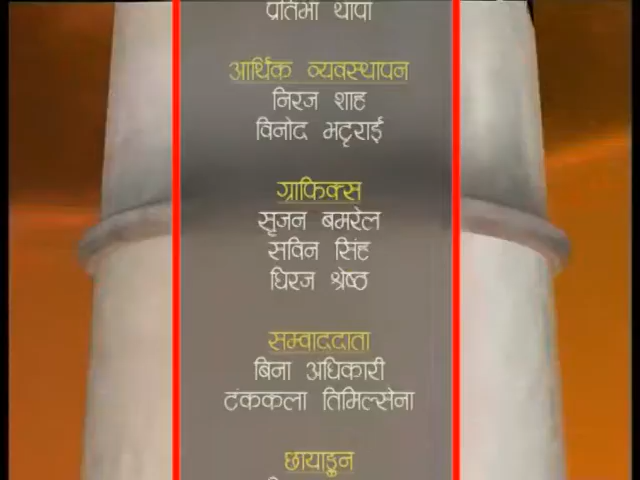 प्रतिभा थापा
आर्थिक व्यवस्थापन
निरज शाह
विनोद भट्टराई
ग्राफिक्स
सृजन बमरेल
सविन सिंह
धिरज श्रेष्ठ
सम्वाददाता
बिना अधिकारी
टंककला तिमिल्सेना
छायाङ्कन